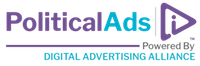 PoliticalAds
Powered By
DIGITAL ADVERTISING ALLIANCE